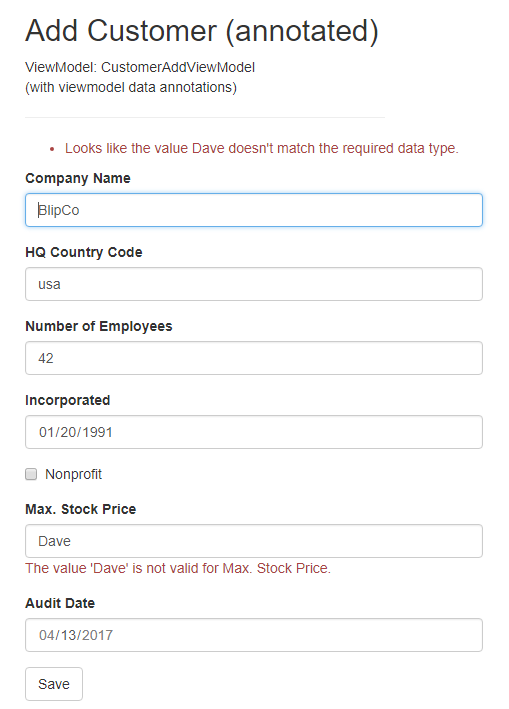 Add Customer (annotated)
ViewModel: CustomerAddViewModel
(with viewmodel data annotations)
• Looks like the value Dave doesn't match the required data type.
Company Name
BlipCo
HQ Country Code
usa
Number of Employees
42
Incorporated
01/20/1991
Nonprofit
Max. Stock Price
Dave
The value 'Dave' is not valid for Max. Stock Price.
Audit Date
04/13/2017
Save